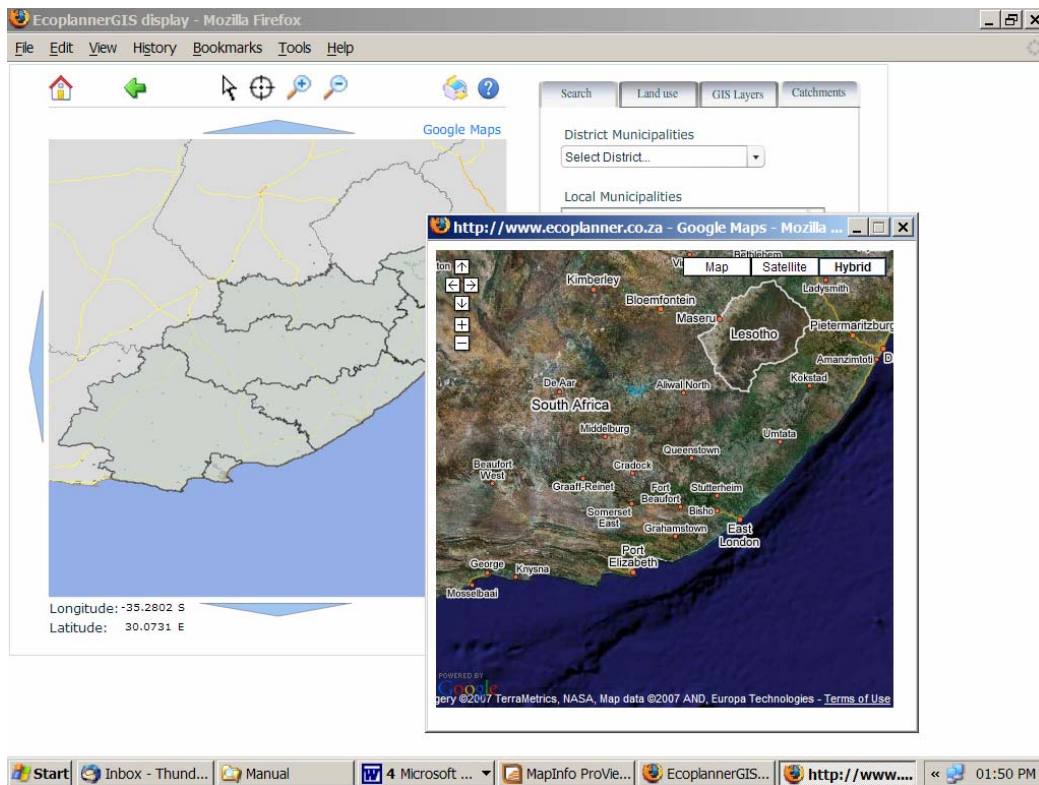 EcoplannerGIS display - Mozilla Firefox
File Edit View History Bookmarks Tools Help
Search Land use GIS Layers Catchments
Google Maps
District Municipalities
Select District...
Local Municipalities
http://www.ecoplanner.co.za - Google Maps - Mozilla ...
Map Satellite Hybrid
Bethlehem
Kimberley
Ladysmith
Bloemfontein
Maseru
Lesotho
Pietermaritzburg
Amanzimtoti
De Aar
Aliwal North
Kokstad
South Africa
Middelburg
Umtata
Queenstown
Beaufort
West
Cradock
Graaff-Reinet
Fort
Beaufort
Stutterheim
Somerset
East
Bisho
Grahamstown
East
London
Port
Elizabeth
George
Knysna
Mosselbaai
Longitude: -35.2802 S
Latitude: 30.0731 E
POWERED BY
Google
gery ©2007 TerraMetrics, NASA, Map data ©2007 AND, Europa Technologies - Terms of Use
Start Inbox - Thund... Manual 4 Microsoft ... MapInfo ProVie... EcoplannerGIS... http://www.... « 01:50 PM